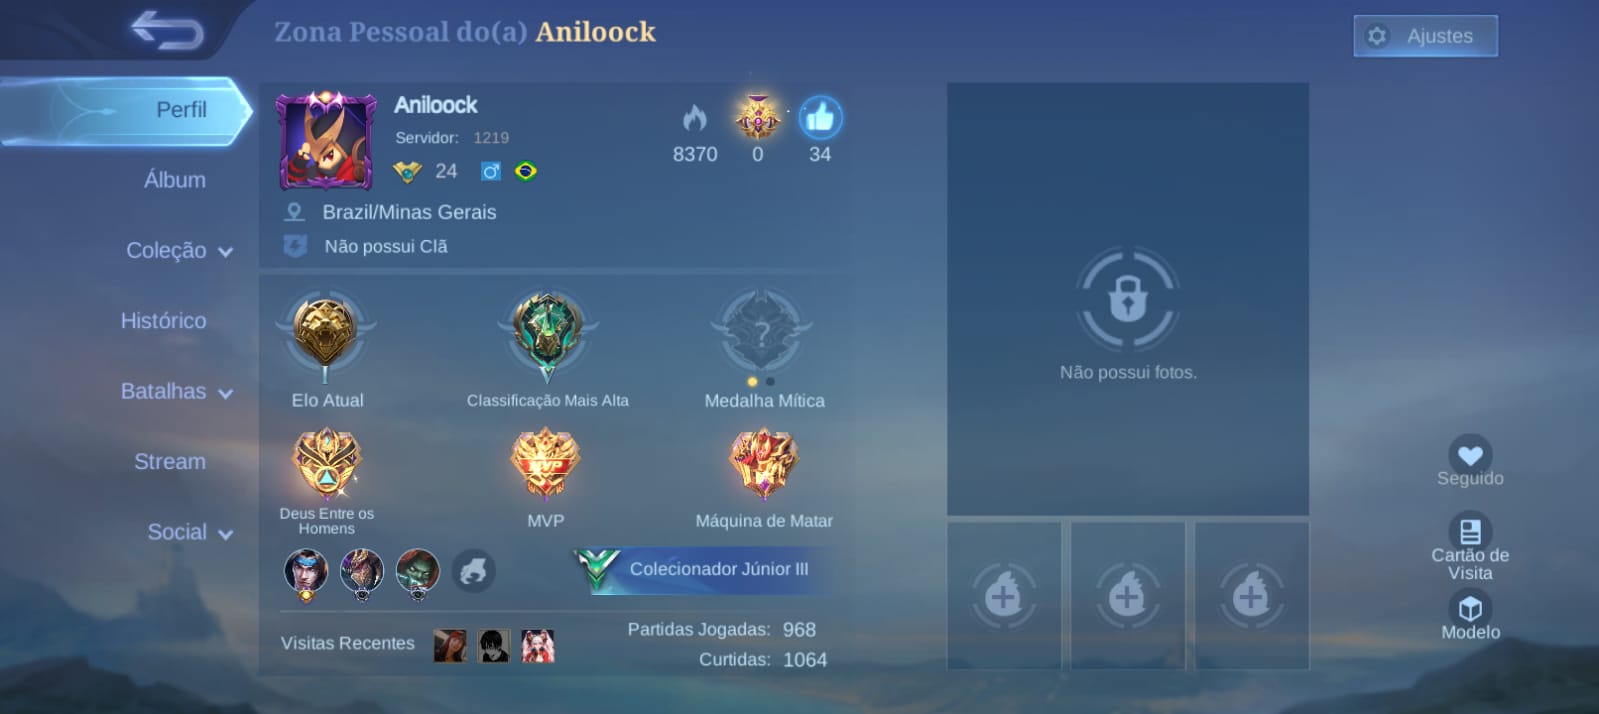 Zona Pessoal do(a) Aniloock
Ajustes
Perfil
Álbum
Coleção
Histórico
Batalhas
Stream
Social
Aniloock
Servidor: 1219
24
8370
0
34
Brazil/Minas Gerais
Não possui Clã
Elo Atual
Classificação Mais Alta
?
Medalha Mítica
Deus Entre os
Homens
MVP
MVP
Máquina de Matar
Colecionador Júnior III
Visitas Recentes
Partidas Jogadas: 968
Curtidas: 1064
Não possui fotos.
Seguido
Cartão de
Visita
Modelo